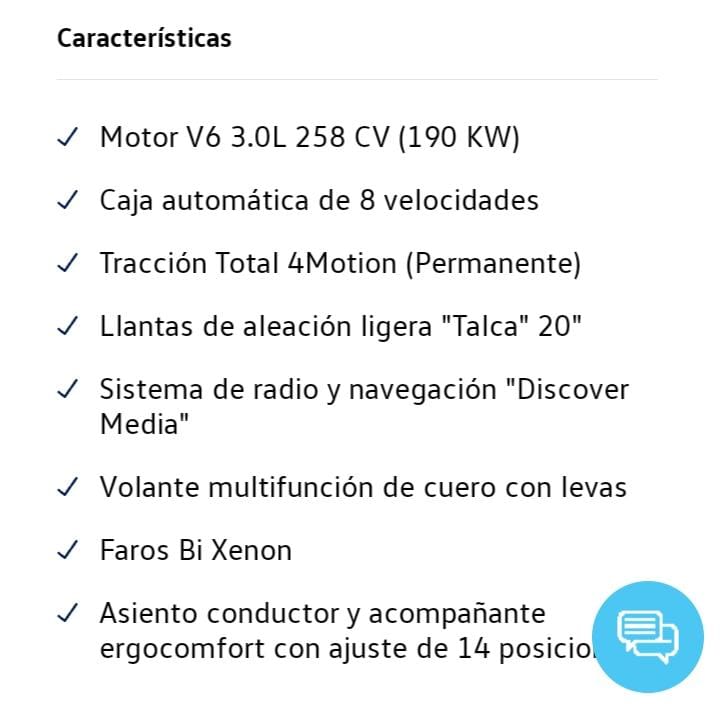 Características
Motor V6 3.0L 258 CV (190 KW)
Caja automática de 8 velocidades
Tracción Total 4Motion (Permanente)
Llantas de aleación ligera "Talca" 20"
Sistema de radio y navegación "Discover
Media"
Volante multifunción de cuero con levas
Faros Bi Xenon
Asiento conductor y acompañante
ergocomfort con ajuste de 14